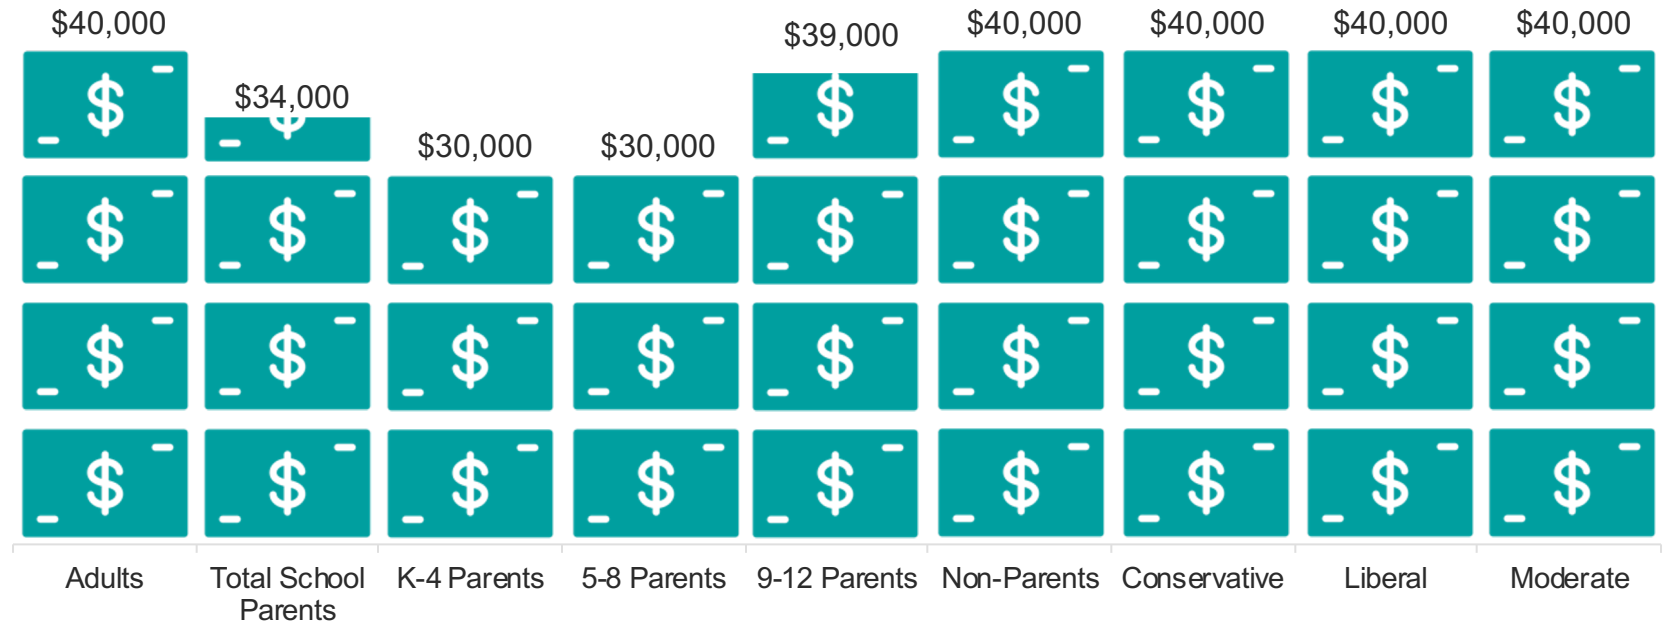 $40,000
$34,000
$30,000
$30,000
$39,000
$40,000
$40,000
$40,000
$40,000
Adults
Total School
Parents
K-4 Parents
5-8 Parents
9-12 Parents
Non-Parents
Conservative
Liberal
Moderate